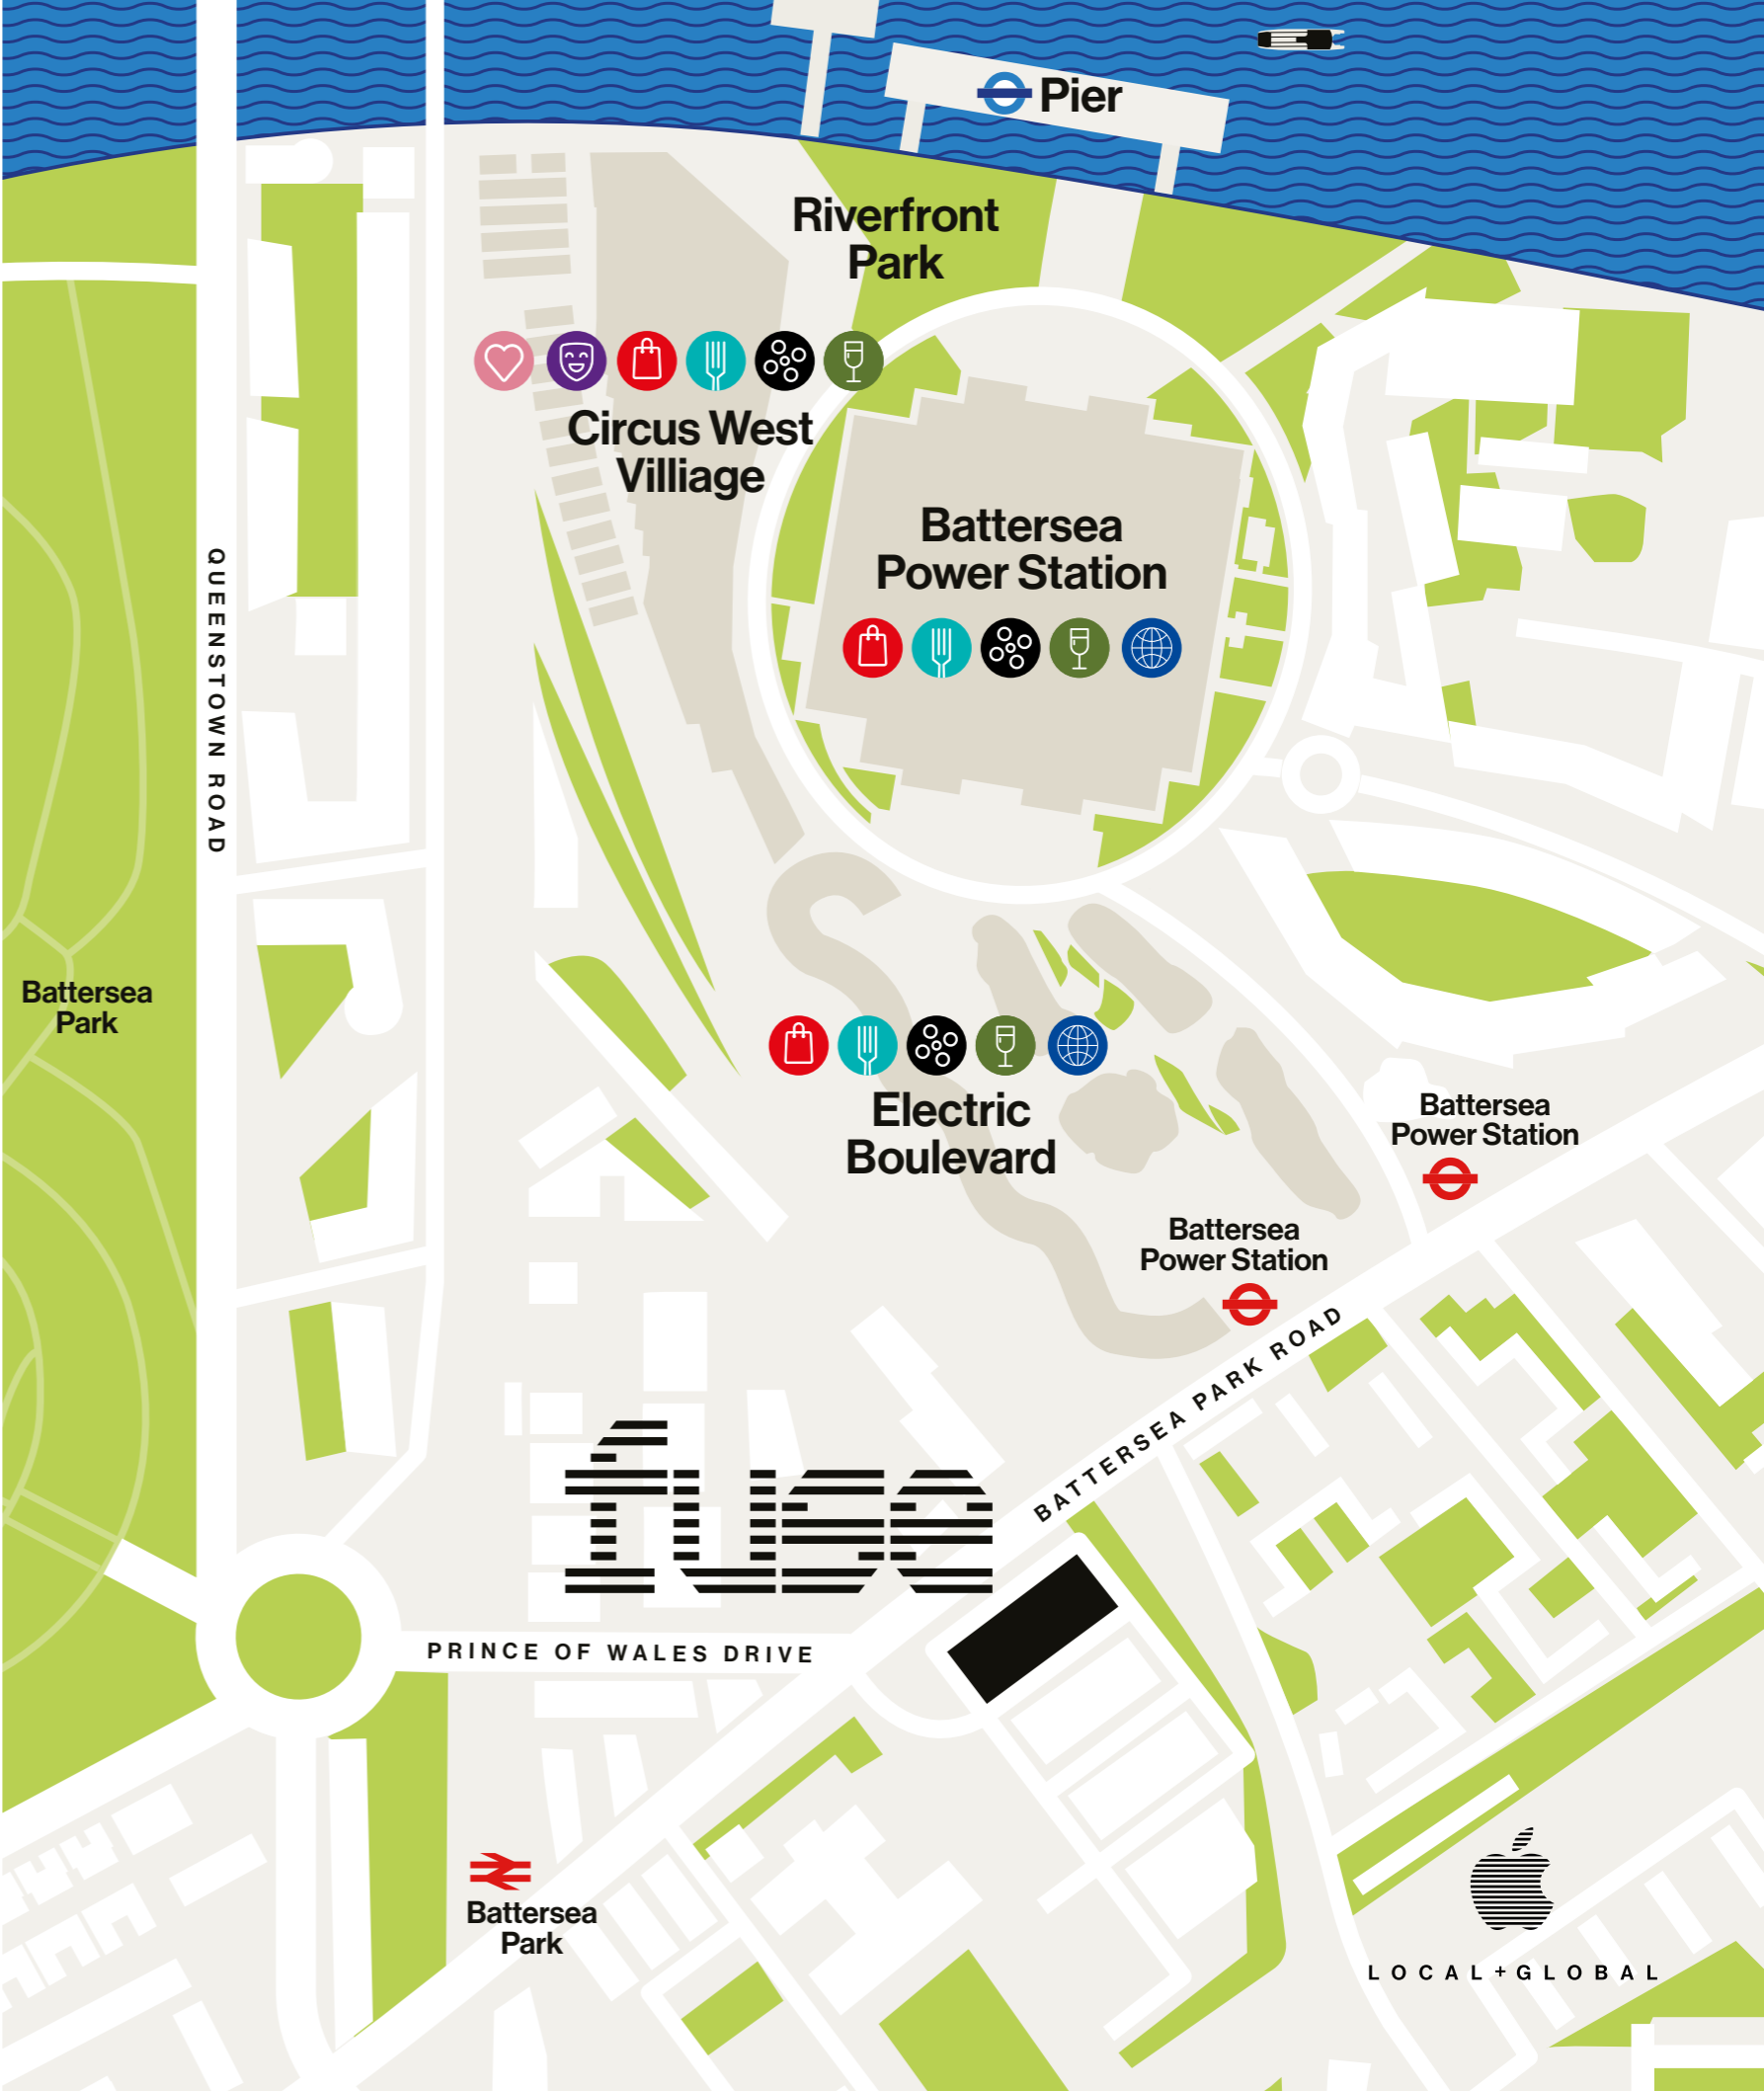 Pier
Riverfront
Park
Circus West
Villiage
Battersea
Power Station
QUEENSTOWN ROAD
Battersea
Park
Electric
Boulevard
Battersea
Power Station
Battersea
Power Station
BATTERSEA PARK ROAD
fuse
PRINCE OF WALES DRIVE
Battersea
Park
LOCAL+GLOBAL